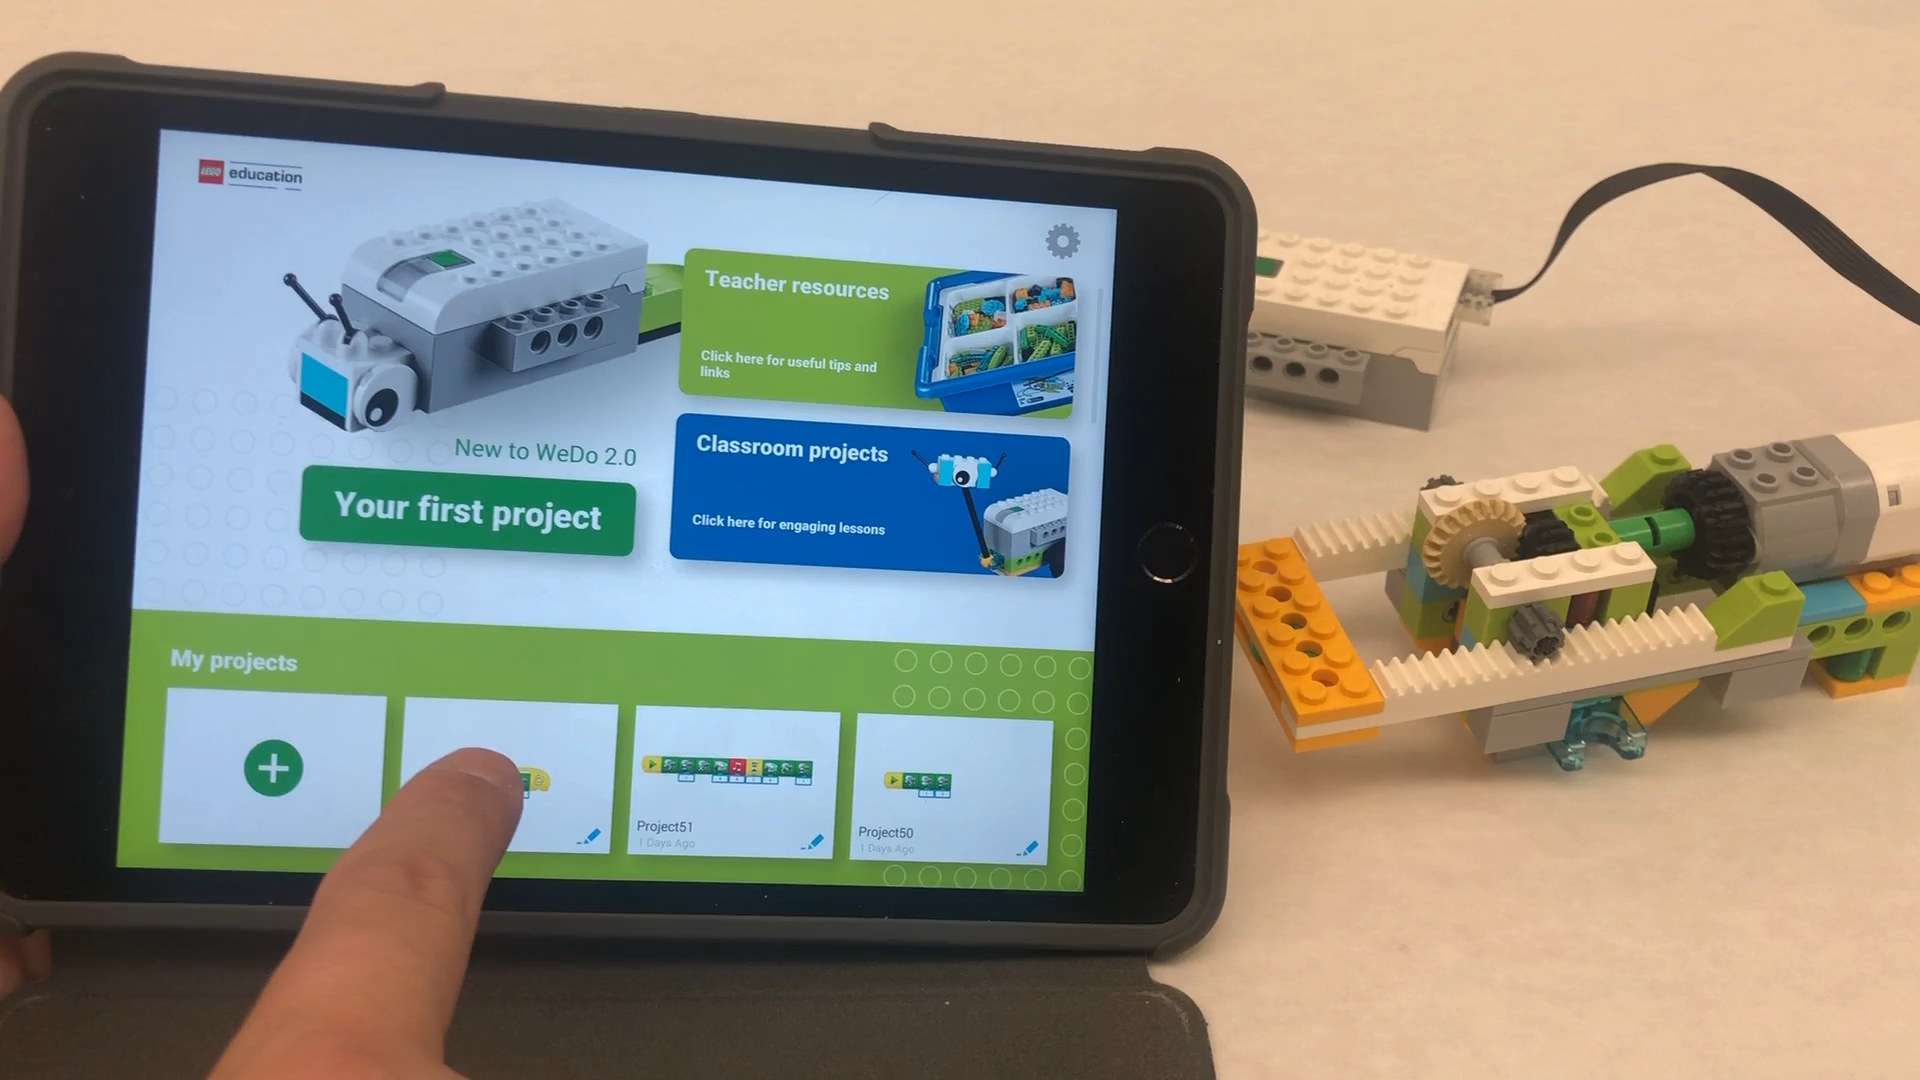 LEGO education
Teacher resources
Click here for useful tips and
links
New to WeDo 2.0
Your first project
Classroom projects
Click here for engaging lessons
My projects
Project51
1 Days Ago
Project50
1 Days Ago